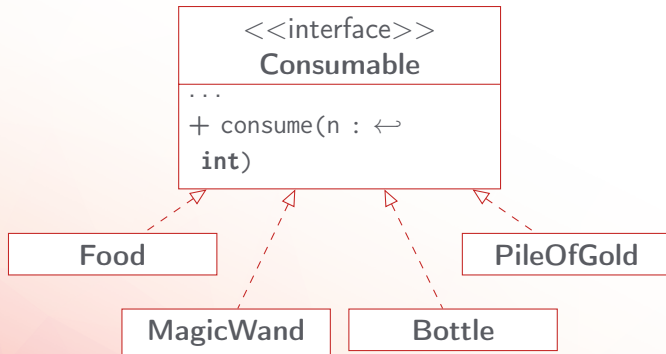 <<interface>>
Consumable
...
+ consume(n : ↩
int)
Food
PileOfGold
MagicWand
Bottle